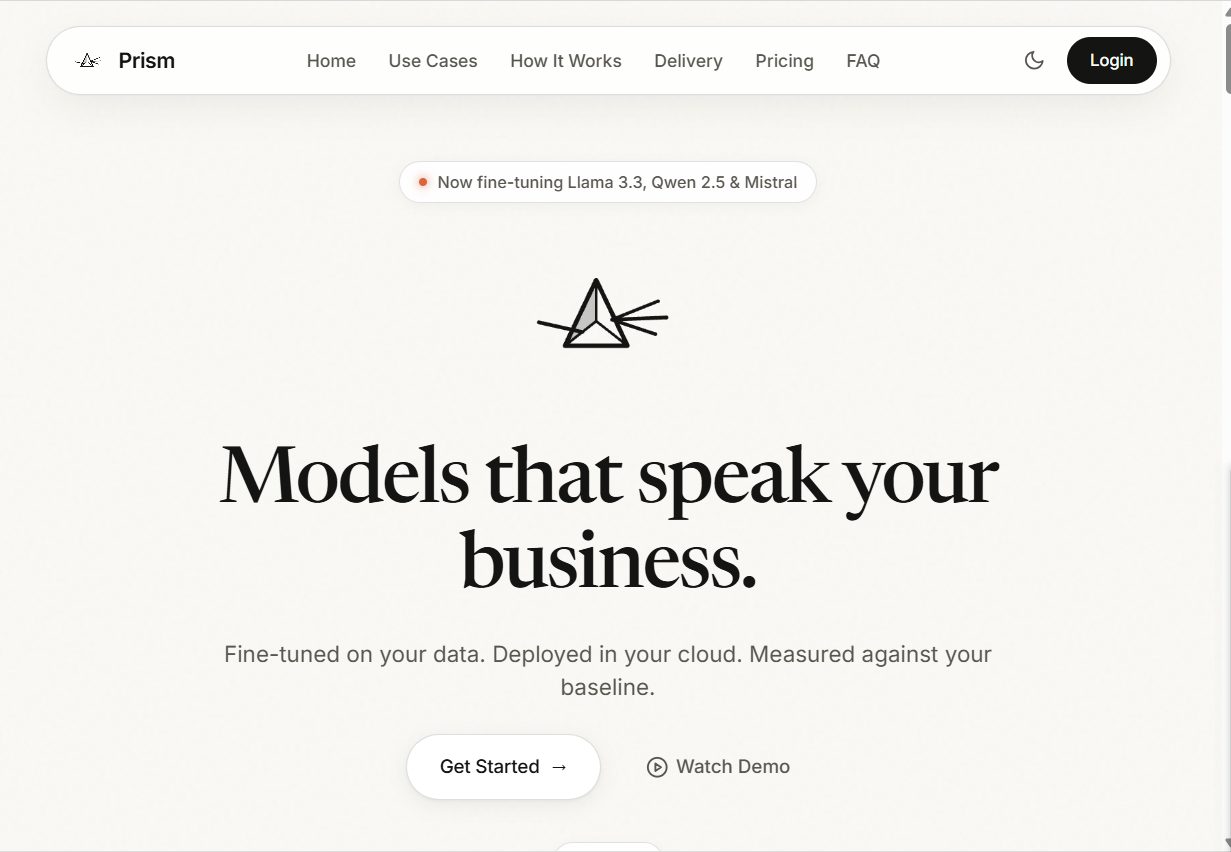 Prism Home Use Cases How It Works Delivery Pricing FAQ Login
Now fine-tuning Llama 3.3, Qwen 2.5 & Mistral
Models that speak your
business.
Fine-tuned on your data. Deployed in your cloud. Measured against your
baseline.
Get Started → Watch Demo